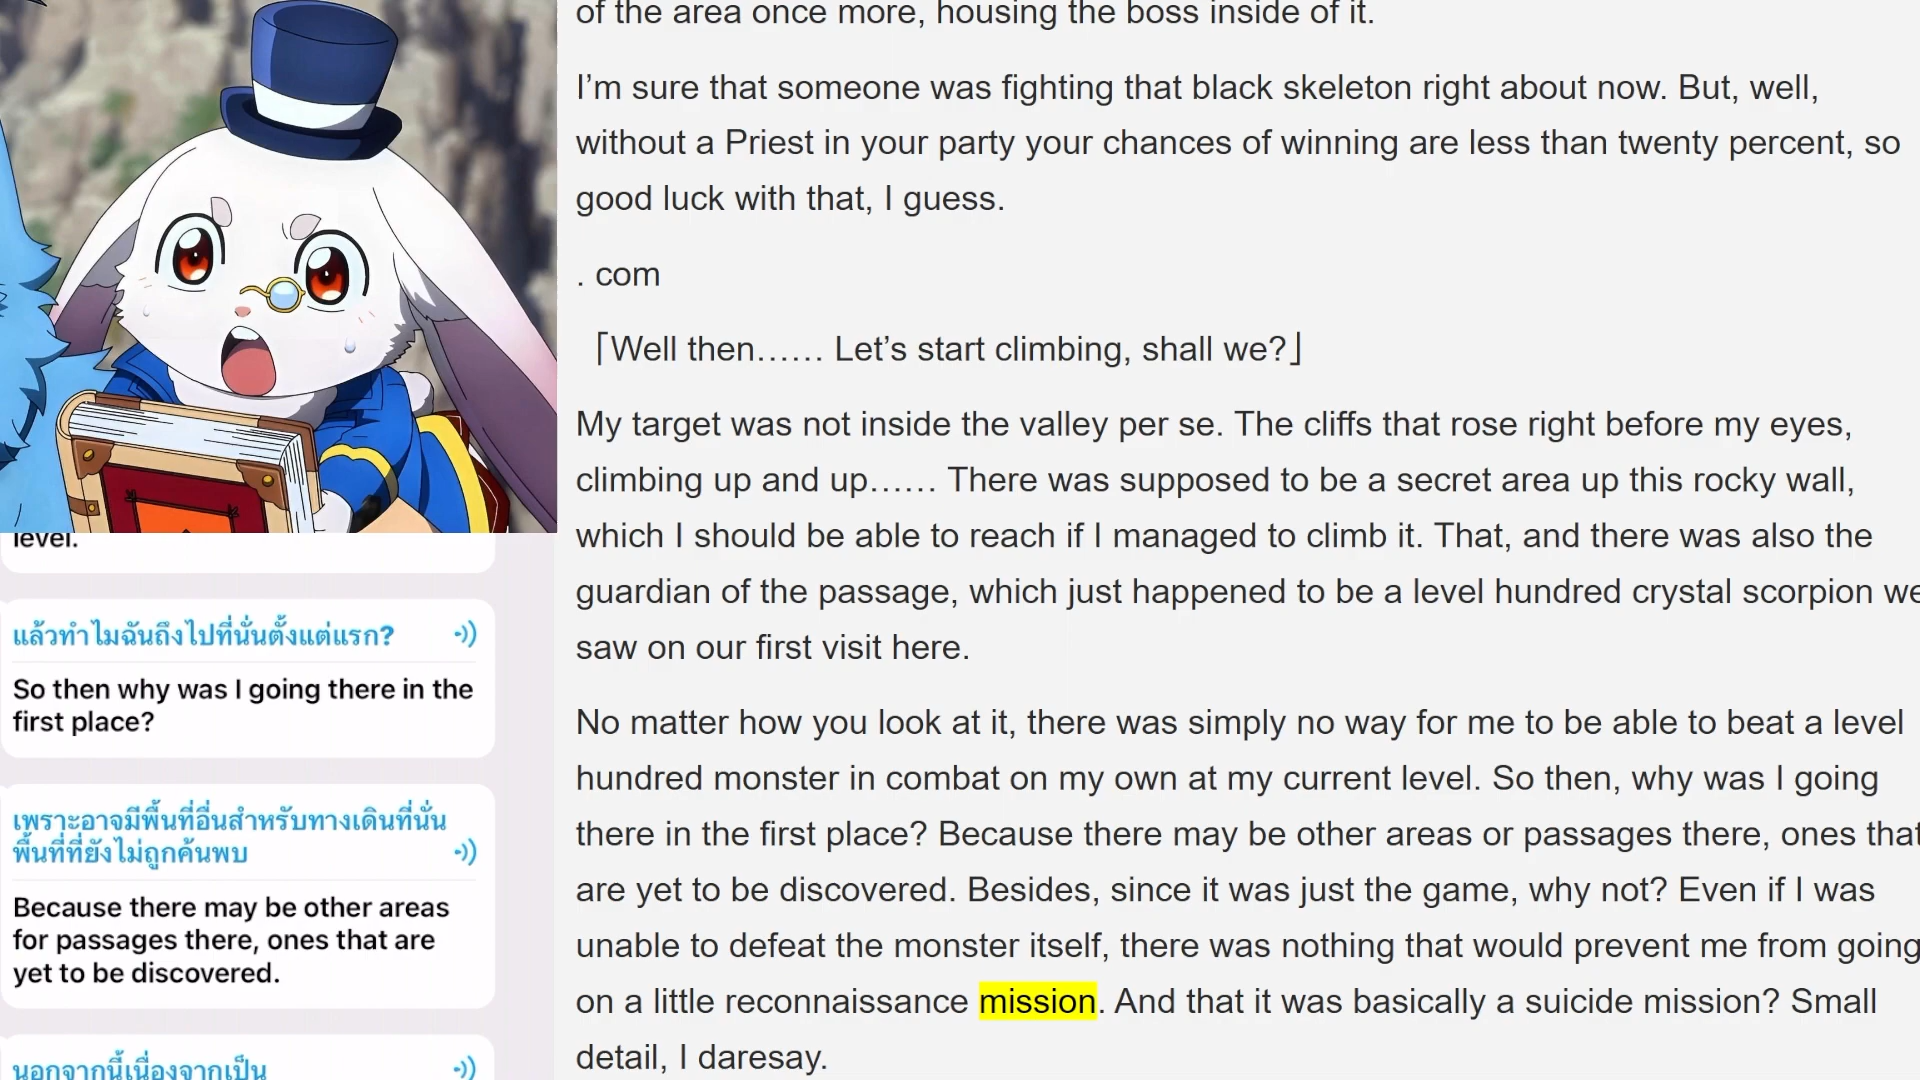 level.
แล้วทำไมฉันถึงไปที่นั่นตั้งแต่แรก?
So then why was I going there in the
first place?
เพราะอาจมีพื้นที่อื่นสำหรับทางเดินที่นั่น
พื้นที่ที่ยังไม่ถูกค้นพบ
Because there may be other areas
for passages there, ones that are
yet to be discovered.
นอกจากนี้เนื่องจากเป็น
of the area once more, housing the boss inside of it.
I’m sure that someone was fighting that black skeleton right about now. But, well,
without a Priest in your party your chances of winning are less than twenty percent, so
good luck with that, I guess.
. com
「Well then…… Let’s start climbing, shall we?」
My target was not inside the valley per se. The cliffs that rose right before my eyes,
climbing up and up…… There was supposed to be a secret area up this rocky wall,
which I should be able to reach if I managed to climb it. That, and there was also the
guardian of the passage, which just happened to be a level hundred crystal scorpion we
saw on our first visit here.
No matter how you look at it, there was simply no way for me to be able to beat a level
hundred monster in combat on my own at my current level. So then, why was I going
there in the first place? Because there may be other areas or passages there, ones that
are yet to be discovered. Besides, since it was just the game, why not? Even if I was
unable to defeat the monster itself, there was nothing that would prevent me from going
on a little reconnaissance mission. And that it was basically a suicide mission? Small
detail, I daresay.